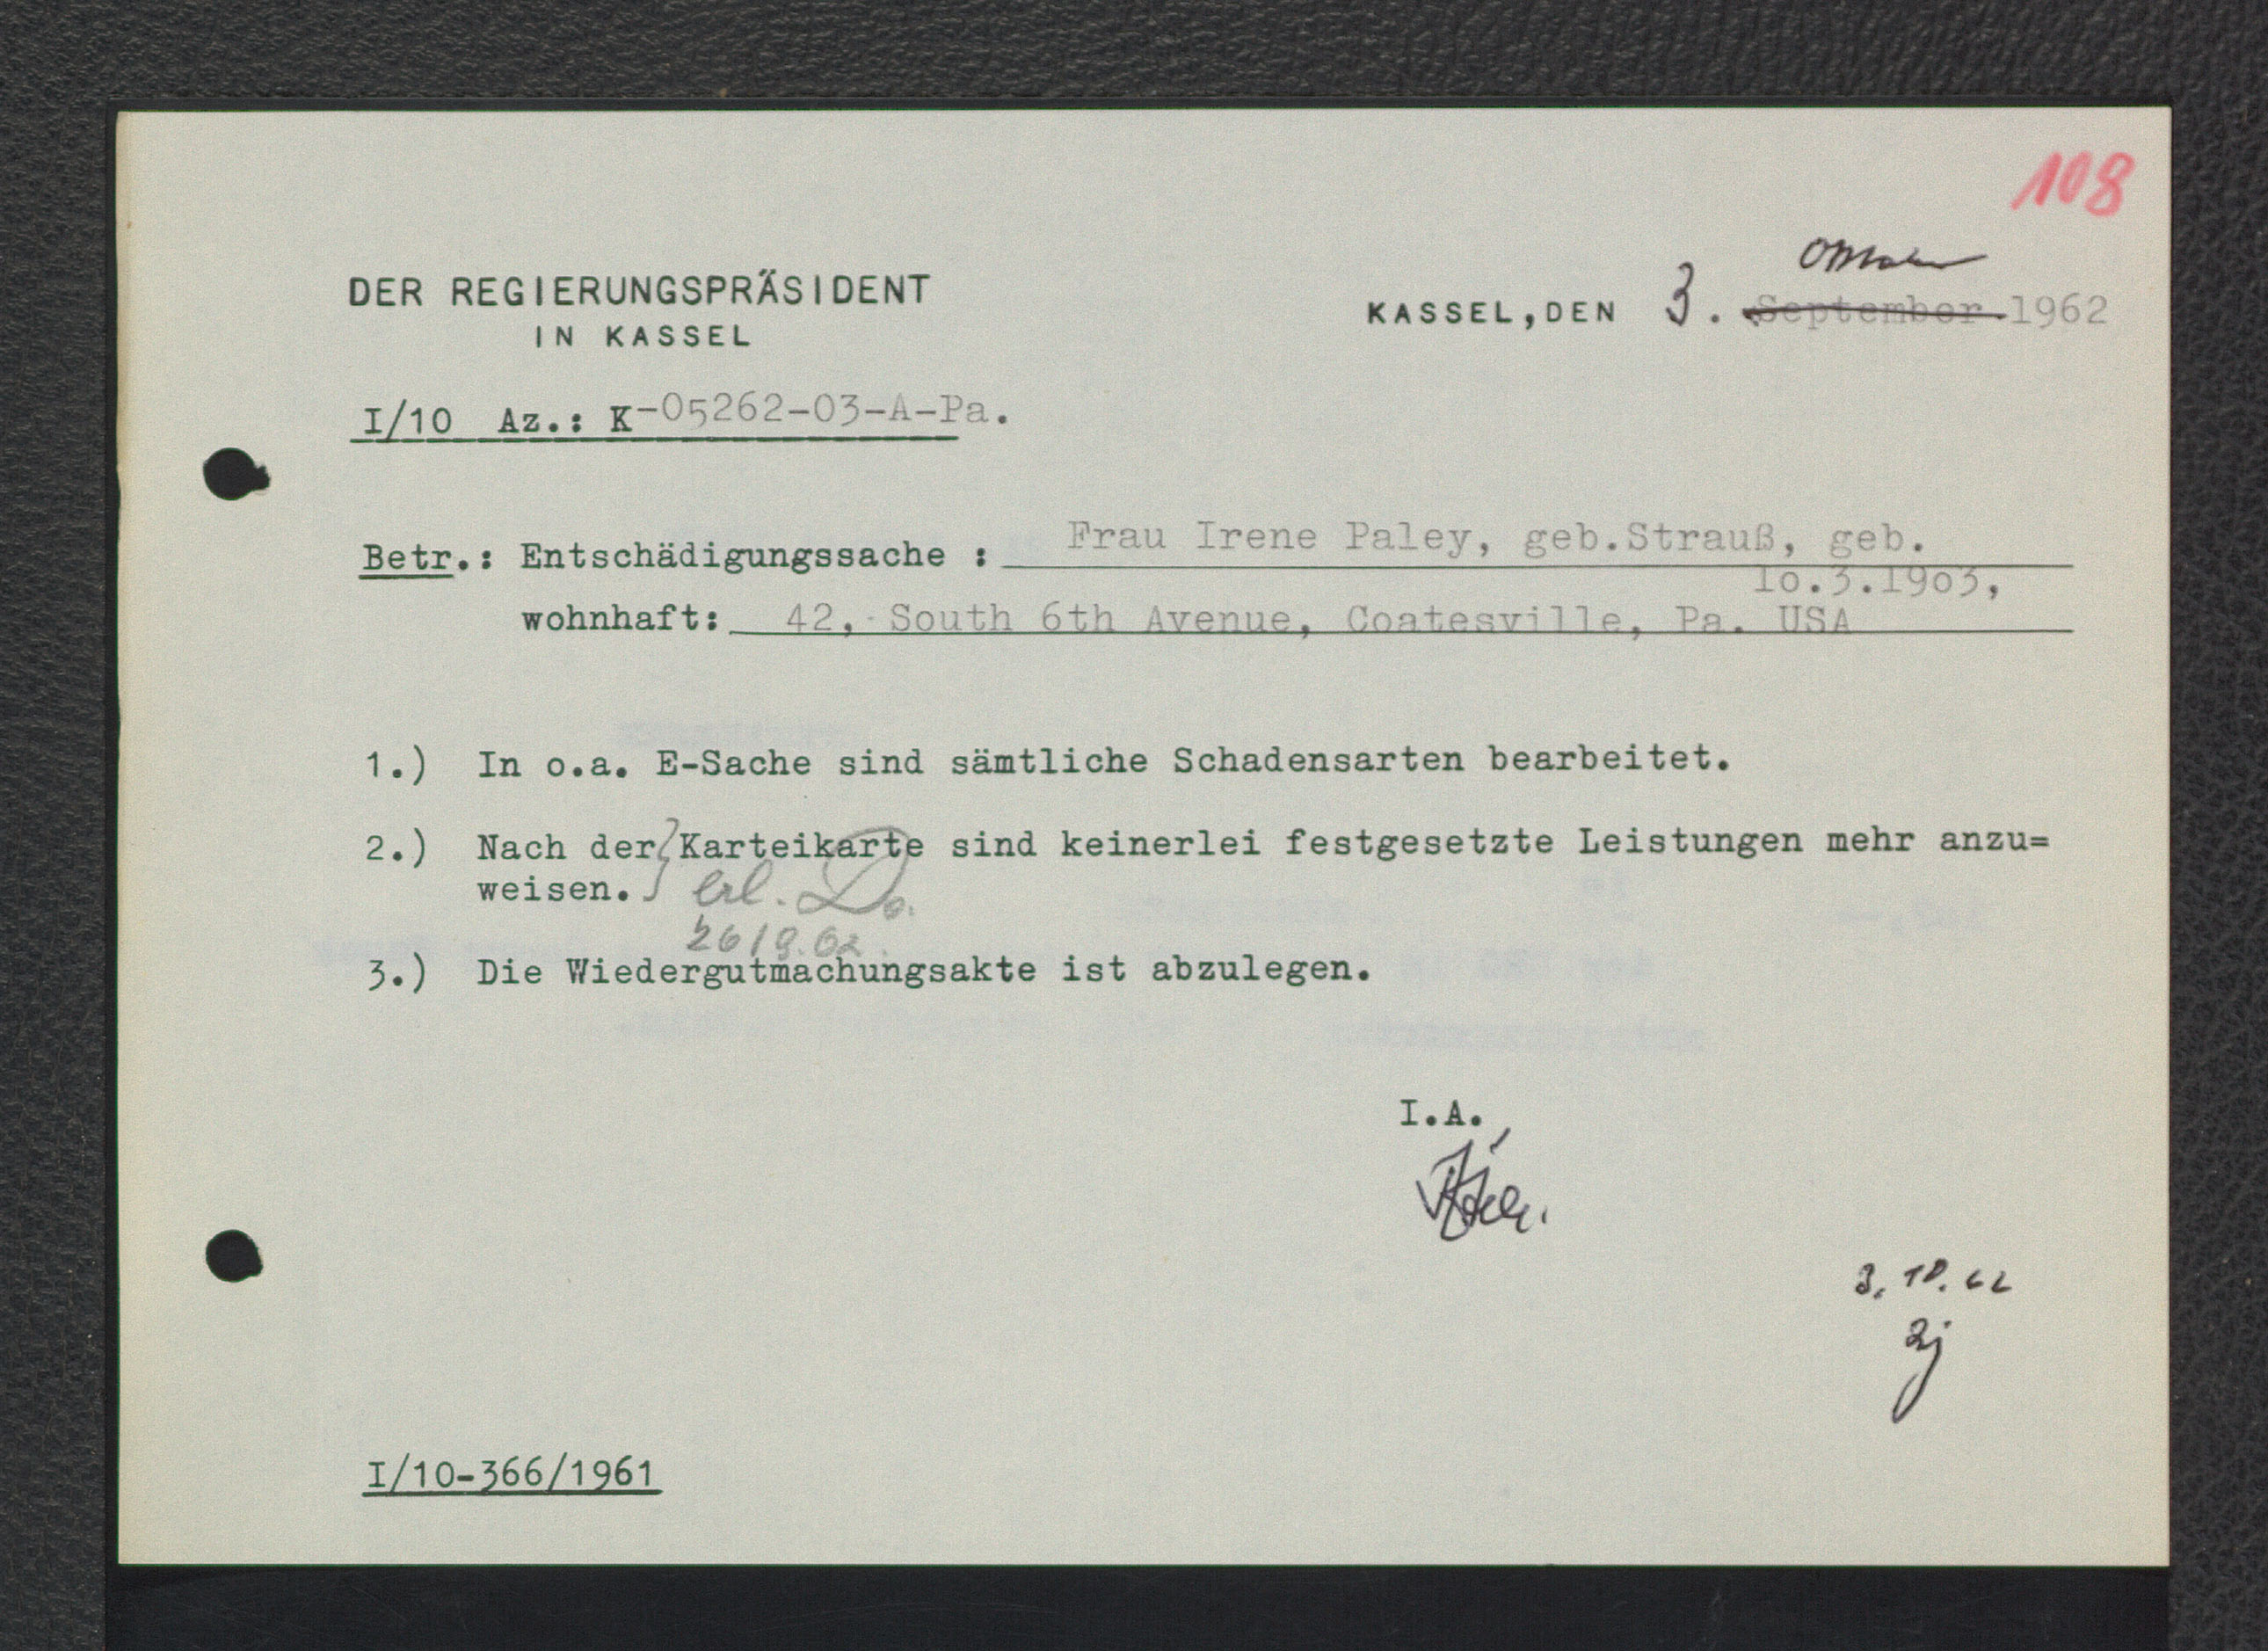 108
DER REGIERUNGSPRÄSIDENT
IN KASSEL
Oktober
KASSEL, DEN 3. September 1962
I/10 Az.: K-05262-03-A-Pa.
Betr.: Entschädigungssache : Frau Irene Paley, geb.Strauß, geb.
10.3.1903,
wohnhaft: 42, South 6th Avenue, Coatesville, Pa. USA
1.) In o.a. E-Sache sind sämtliche Schadensarten bearbeitet.
2.) Nach der Karteikarte sind keinerlei festgesetzte Leistungen mehr anzu=
weisen. erl.
26/9.62.
3.) Die Wiedergutmachungsakte ist abzulegen.
I.A.
3.10.62
I/10-366/1961